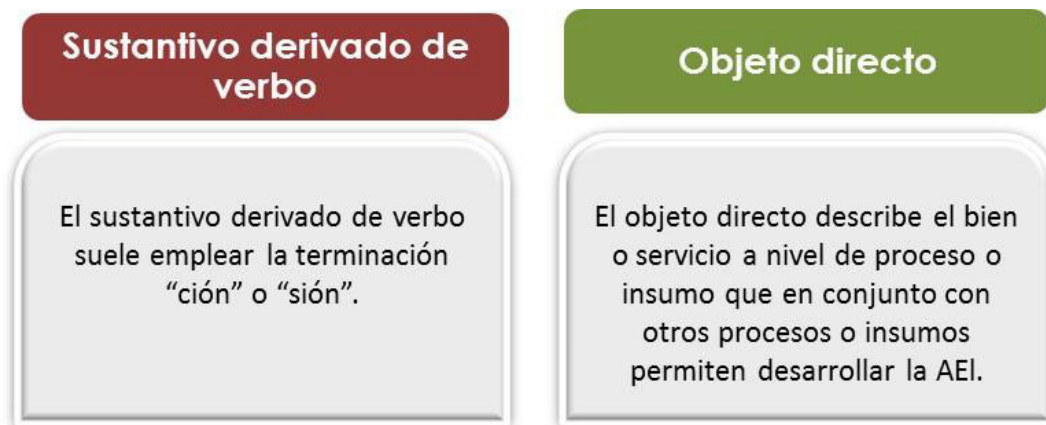 Sustantivo derivado de
verbo
El sustantivo derivado de verbo
suele emplear la terminación
“ción” o “sión”.
Objeto directo
El objeto directo describe el bien
o servicio a nivel de proceso o
insumo que en conjunto con
otros procesos o insumos
permiten desarrollar la AEI.